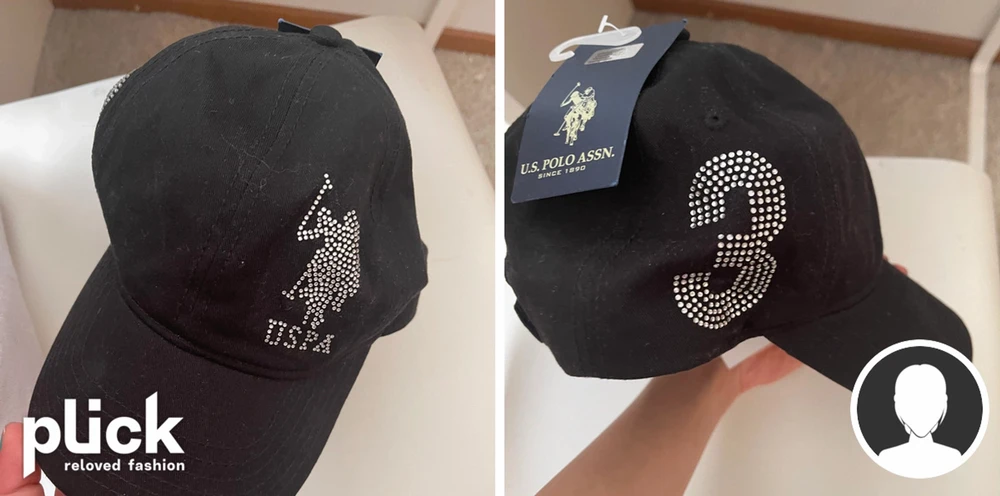 USPA
plick
reloved fashion
U.S. POLO ASSN.
SINCE 1890
3